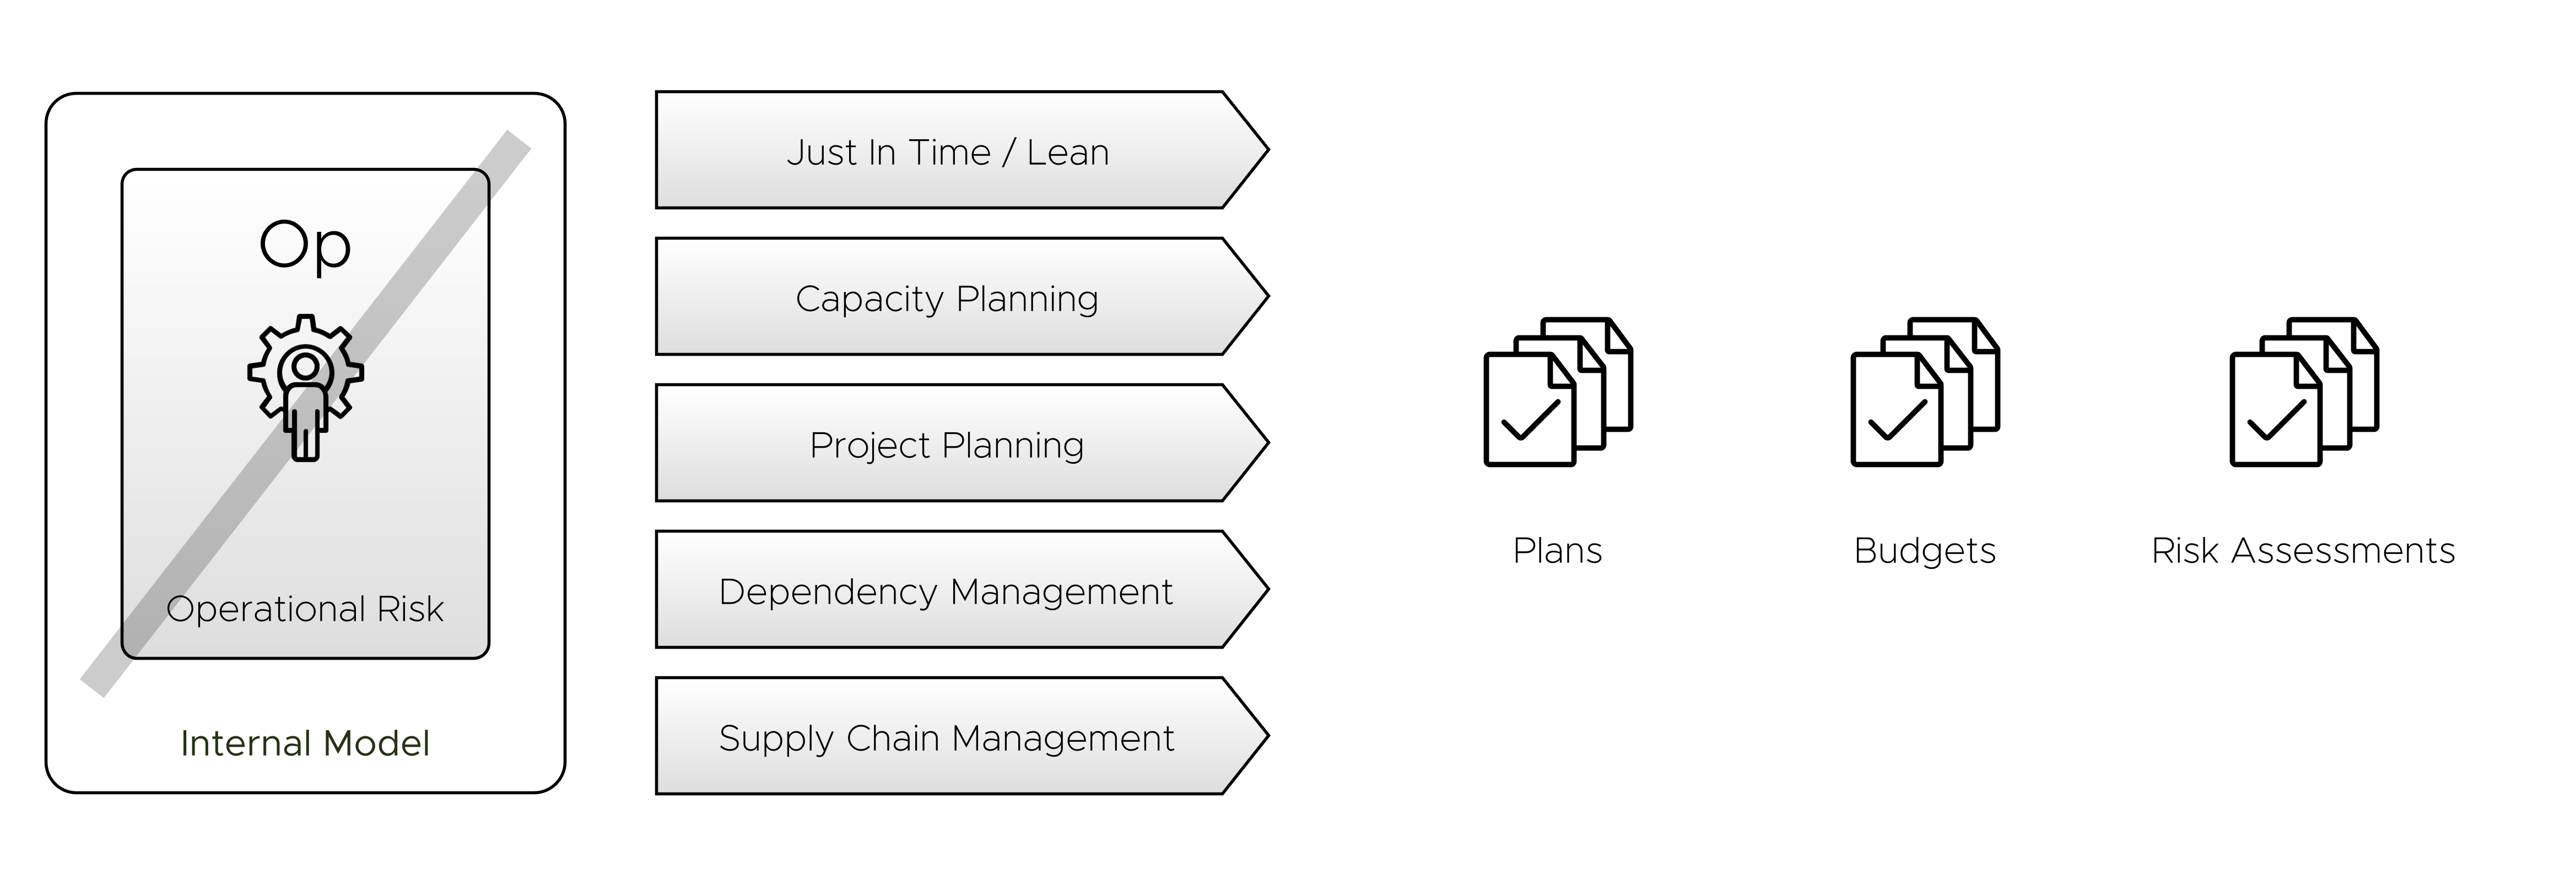 Op
Operational Risk
Internal Model
Just In Time / Lean
Capacity Planning
Project Planning
Dependency Management
Supply Chain Management
Plans
Budgets
Risk Assessments